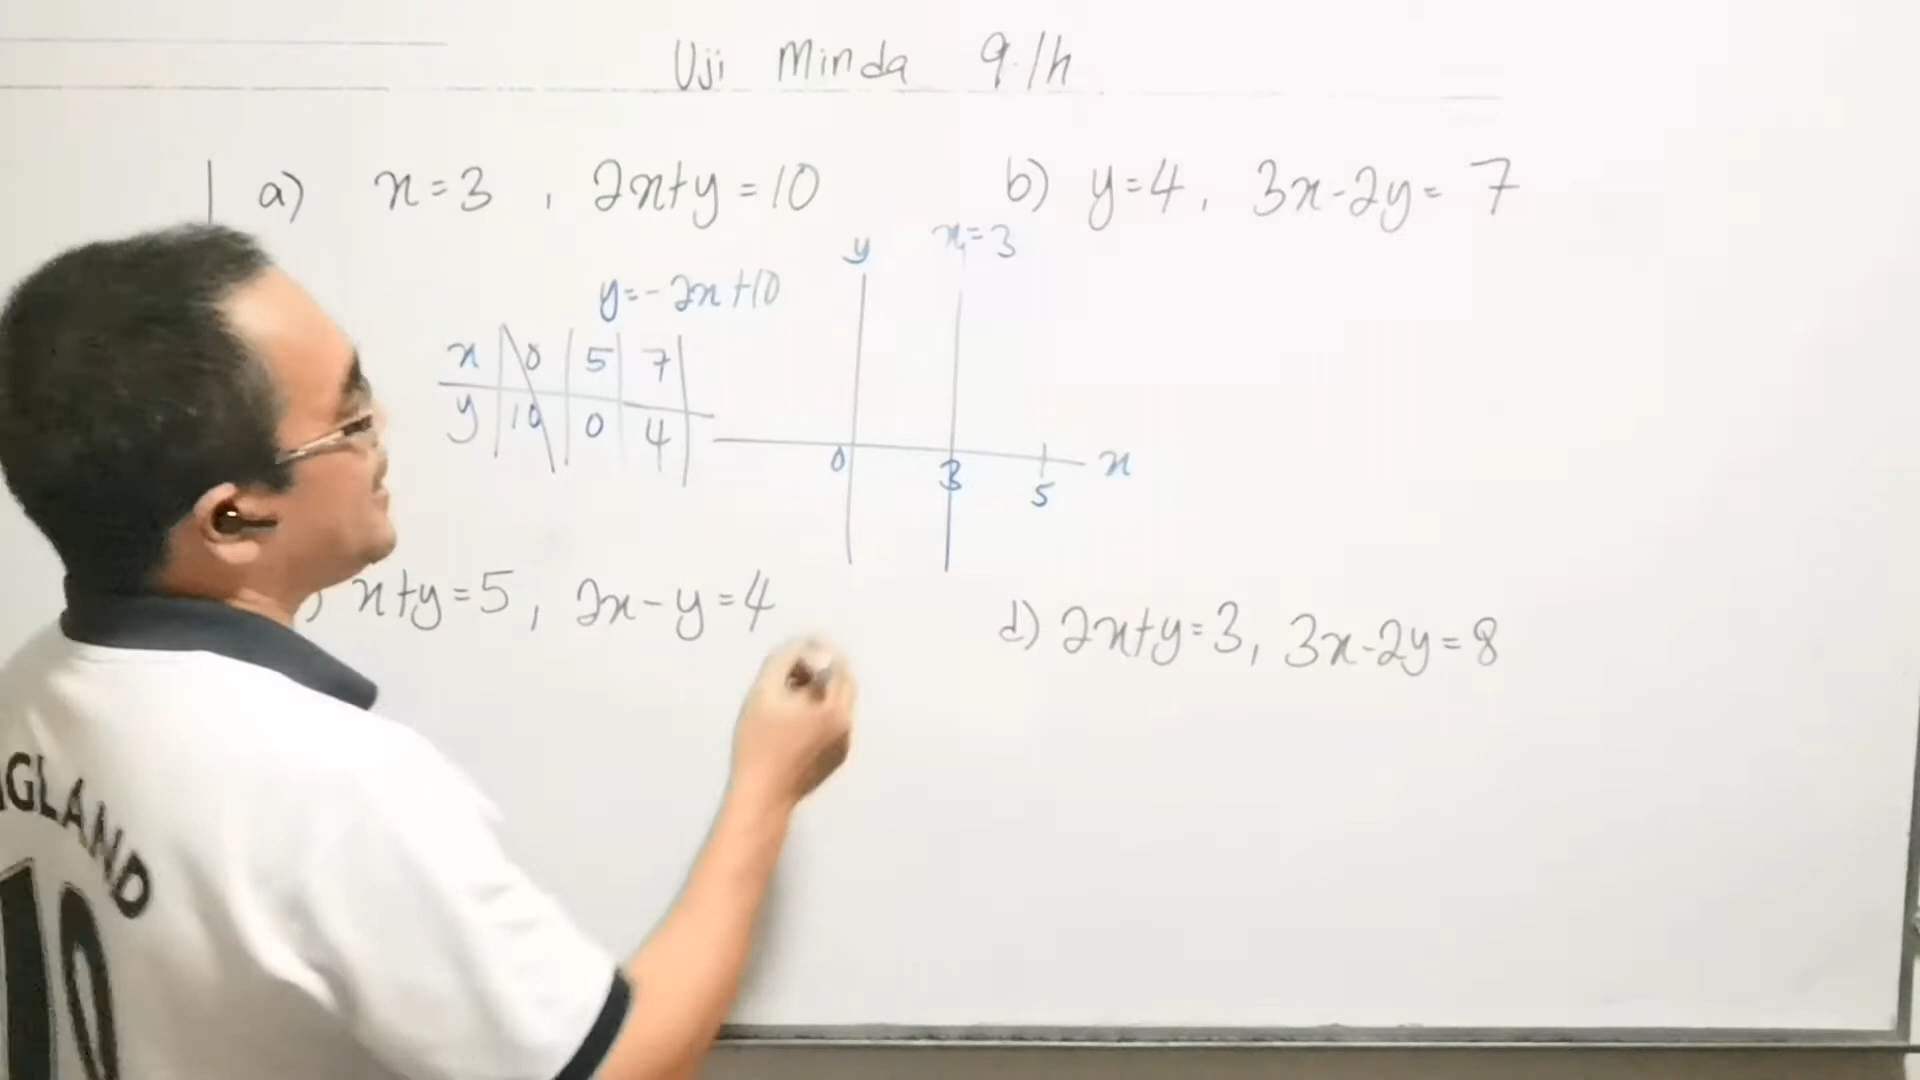 Uji Minda 9.1h
1 a) x=3 , 2x+y=10
b) y=4, 3x-2y= 7
y=-2x+10
x 0 5 7
y 10 0 4
y
x=3
0 3 5 x
x+y=5, 2x-y=4
d) 2x+y=3, 3x-2y=8
GLAND
10